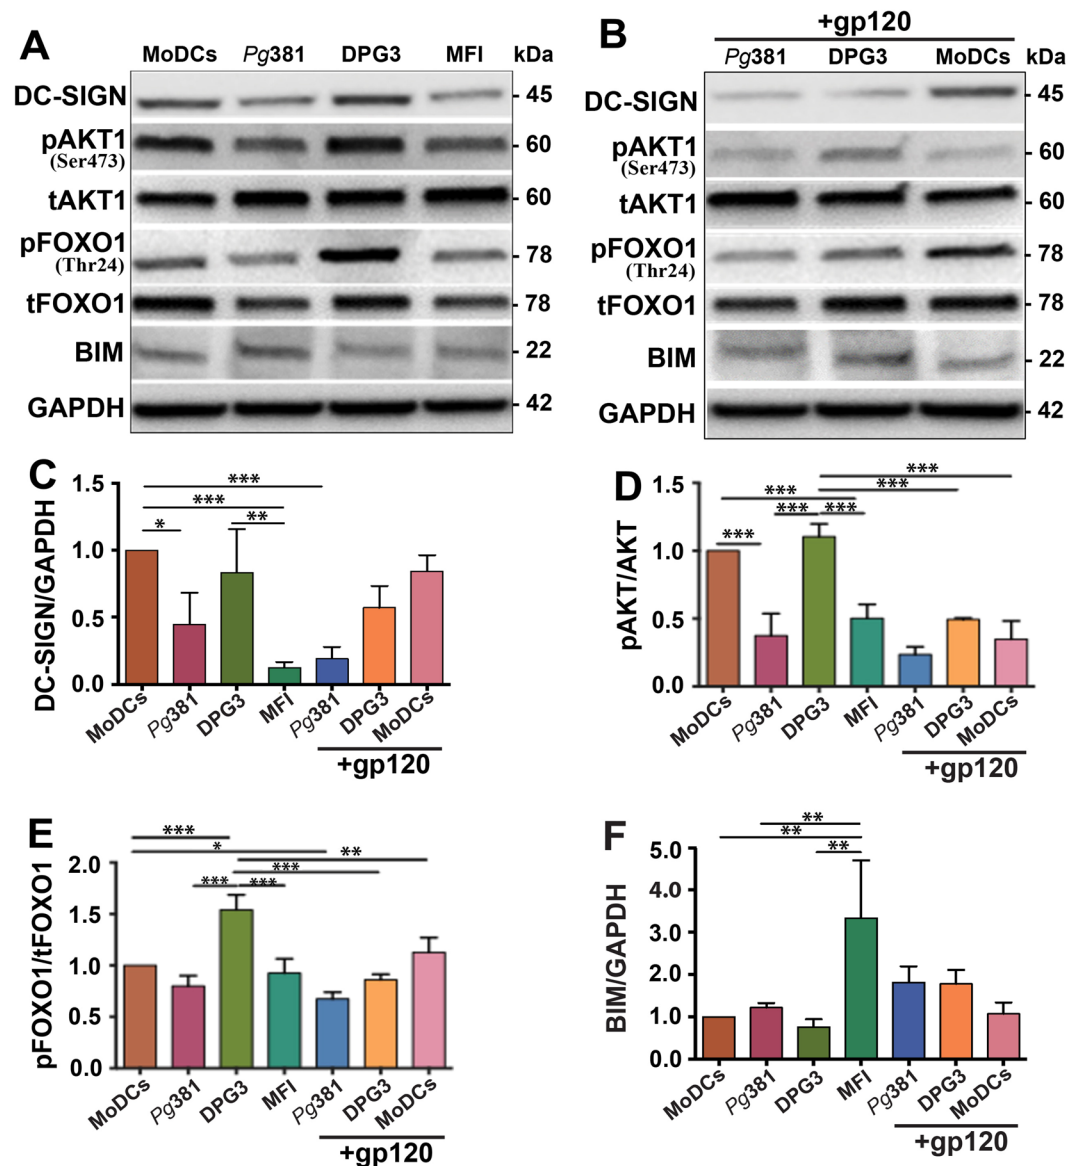 A
MoDCs Pg381 DPG3 MFI kDa
DC-SIGN - 45
pAKT1 - 60
(Ser473)
tAKT1 - 60
pFOXO1 - 78
(Thr24)
tFOXO1 - 78
BIM - 22
GAPDH - 42
B
+gp120
Pg381 DPG3 MoDCs kDa
DC-SIGN - 45
pAKT1 - 60
(Ser473)
tAKT1 - 60
pFOXO1 - 78
(Thr24)
tFOXO1 - 78
BIM - 22
GAPDH - 42
C
DC-SIGN/GAPDH
1.5
1.0
0.5
0.0
***
***
* **
MoDCs Pg381 DPG3 MFI Pg381 DPG3 MoDCs
+gp120
D
pAKT/AKT
1.5
1.0
0.5
0.0
***
*** ***
*** ***
***
MoDCs Pg381 DPG3 MFI Pg381 DPG3 MoDCs
+gp120
E
pFOXO1/tFOXO1
2.0
1.5
1.0
0.5
0.0
***
* **
***
*** ***
MoDCs Pg381 DPG3 MFI Pg381 DPG3 MoDCs
+gp120
F
BIM/GAPDH
5.0
4.0
3.0
2.0
1.0
0.0
**
**
**
MoDCs Pg381 DPG3 MFI Pg381 DPG3 MoDCs
+gp120